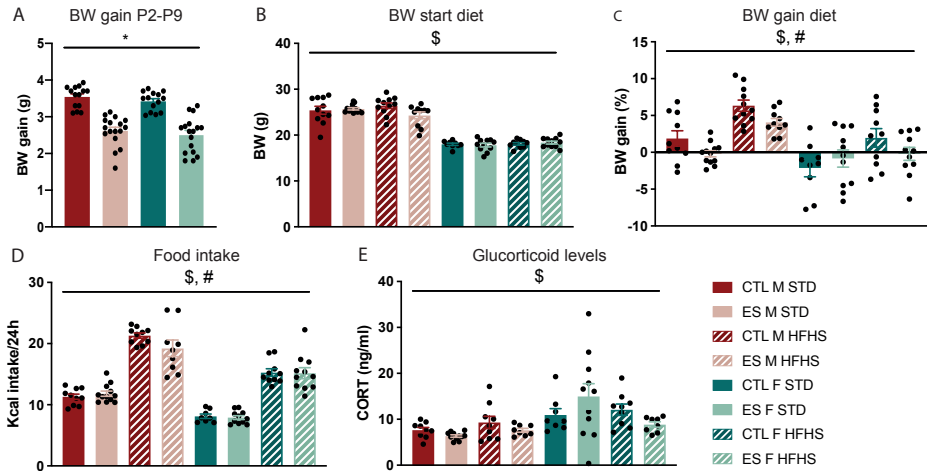 A
BW gain P2-P9
*
BW gain (g)
5
4
3
2
1
0
B
BW start diet
$
BW (g)
40
30
20
10
0
C
BW gain diet
$, #
BW gain (%)
15
10
5
0
-5
-10
D
Food intake
$, #
Kcal intake/24h
30
20
10
0
E
Glucorticoid levels
$
CORT (ng/ml)
40
30
20
10
0
CTL M STD
ES M STD
CTL M HFHS
ES M HFHS
CTL F STD
ES F STD
CTL F HFHS
ES F HFHS